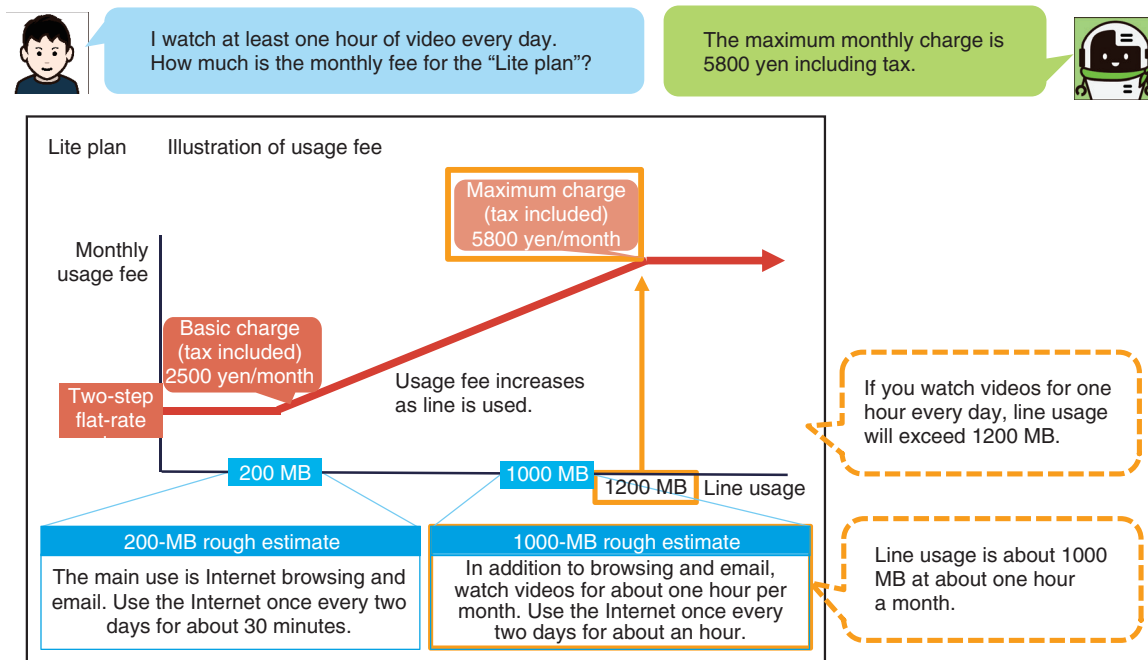 I watch at least one hour of video every day.
How much is the monthly fee for the “Lite plan”?
The maximum monthly charge is
5800 yen including tax.
Lite plan
Illustration of usage fee
Maximum charge
(tax included)
5800 yen/month
Monthly
usage fee
Basic charge
(tax included)
2500 yen/month
Usage fee increases
as line is used.
Two-step
flat-rate
If you watch videos for one
hour every day, line usage
will exceed 1200 MB.
200 MB
1000 MB
1200 MB
Line usage
200-MB rough estimate
The main use is Internet browsing and
email. Use the Internet once every two
days for about 30 minutes.
1000-MB rough estimate
In addition to browsing and email,
watch videos for about one hour per
month. Use the Internet once every
two days for about an hour.
Line usage is about 1000
MB at about one hour
a month.